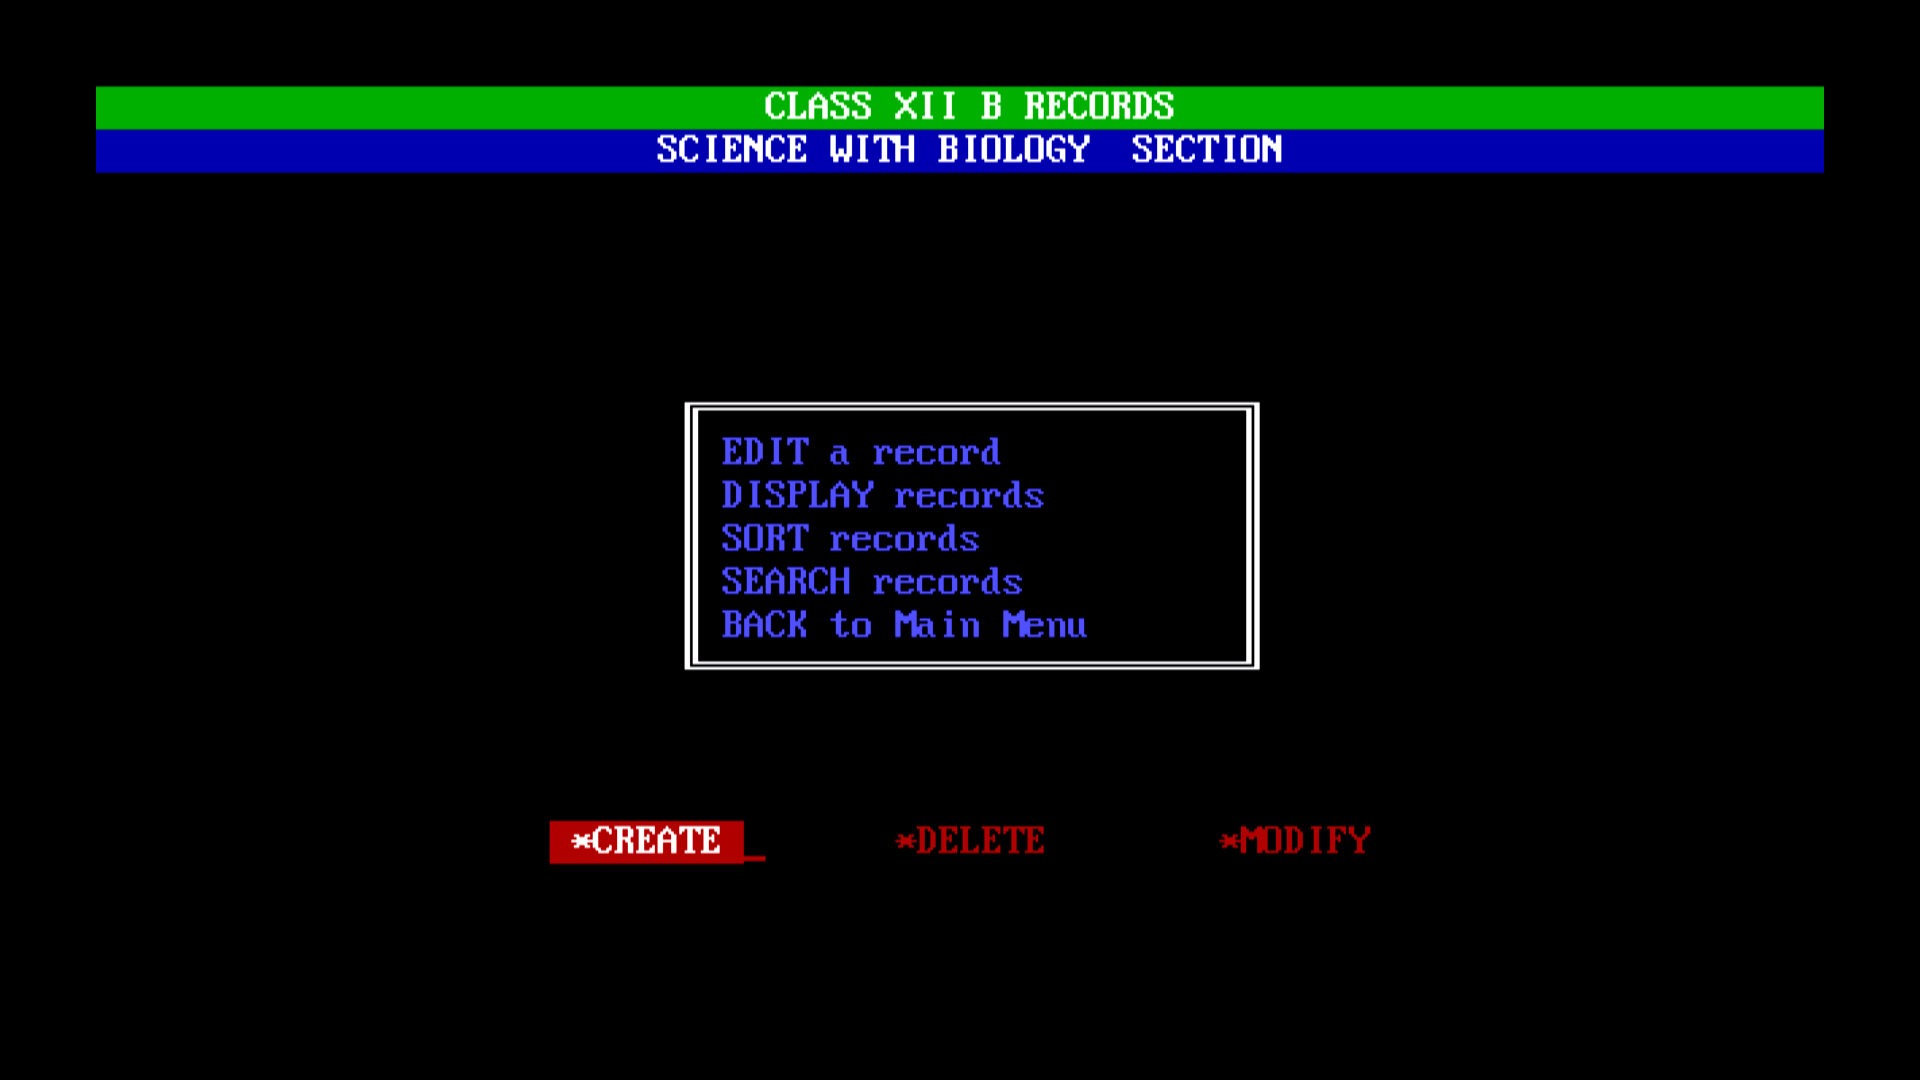 CLASS XII B RECORDS
SCIENCE WITH BIOLOGY  SECTION
EDIT a record
DISPLAY records
SORT records
SEARCH records
BACK to Main Menu
*CREATE_ *DELETE *MODIFY